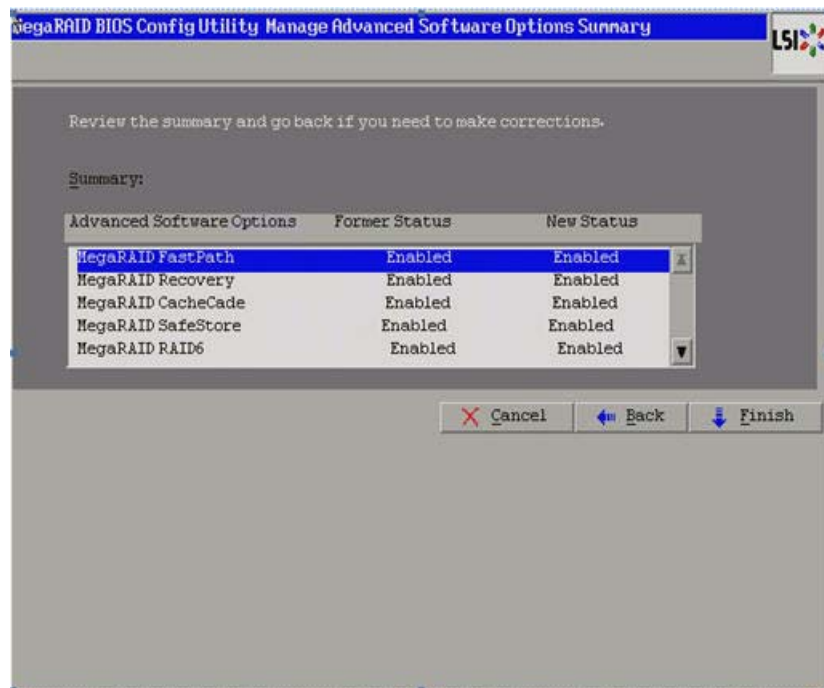 MegaRAID BIOS Config Utility Manage Advanced Software Options Summary
LSI
Review the summary and go back if you need to make corrections.
Summary:
Advanced Software Options Former Status New Status
MegaRAID FastPath Enabled Enabled
MegaRAID Recovery Enabled Enabled
MegaRAID CacheCade Enabled Enabled
MegaRAID SafeStore Enabled Enabled
MegaRAID RAID6 Enabled Enabled
Cancel Back Finish